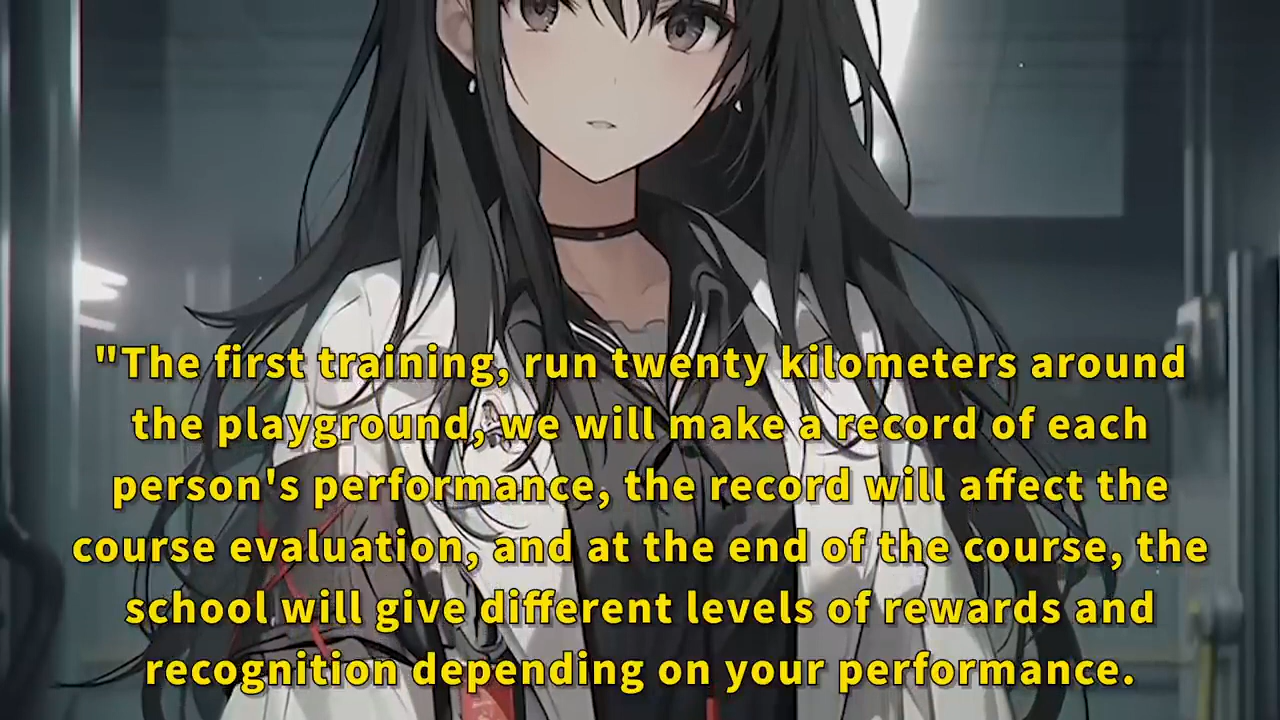 "The first training, run twenty kilometers around
the playground, we will make a record of each
person's performance, the record will affect the
course evaluation, and at the end of the course, the
school will give different levels of rewards and
recognition depending on your performance.